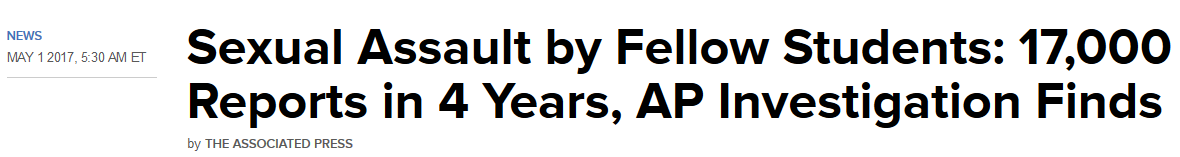 NEWS
MAY 1 2017, 5:30 AM ET
Sexual Assault by Fellow Students: 17,000
Reports in 4 Years, AP Investigation Finds
by THE ASSOCIATED PRESS